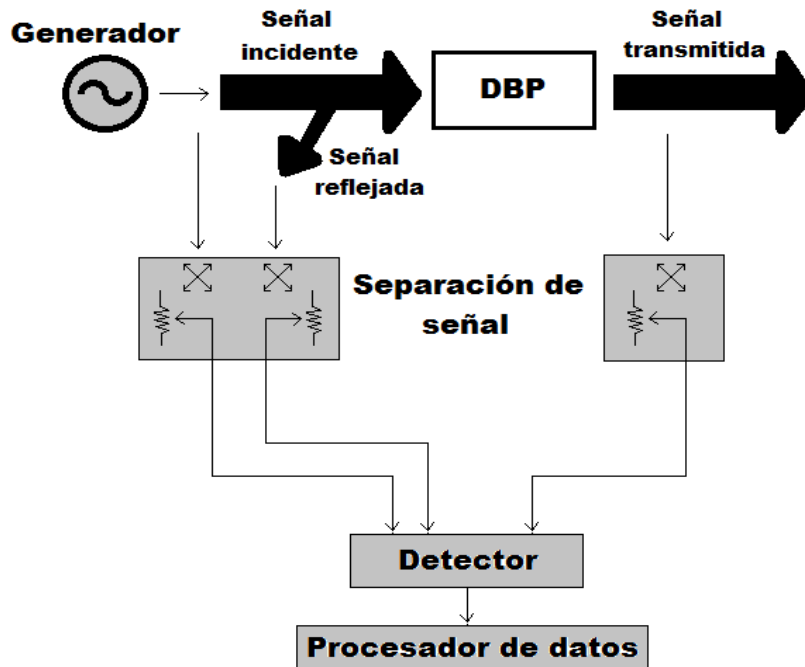 Generador
Señal
incidente
DBP
Señal
transmitida
Señal
reflejada
Separación de
señal
Detector
Procesador de datos